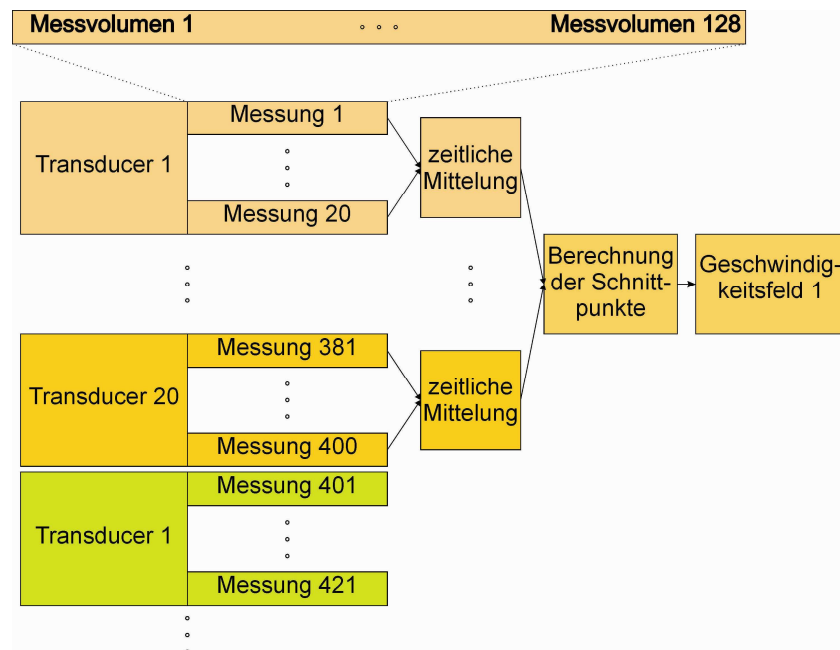 Messvolumen 1
Messvolumen 128
Transducer 1
Messung 1
Messung 20
zeitliche
Mittelung
Berechnung
der Schnitt-
punkte
Geschwindig-
keitsfeld 1
Transducer 20
Messung 381
Messung 400
zeitliche
Mittelung
Transducer 1
Messung 401
Messung 421